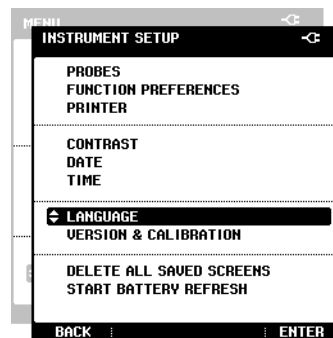 MENU
INSTRUMENT SETUP
PROBES
FUNCTION PREFERENCES
PRINTER
CONTRAST
DATE
TIME
LANGUAGE
VERSION & CALIBRATION
DELETE ALL SAVED SCREENS
START BATTERY REFRESH
BACK ENTER